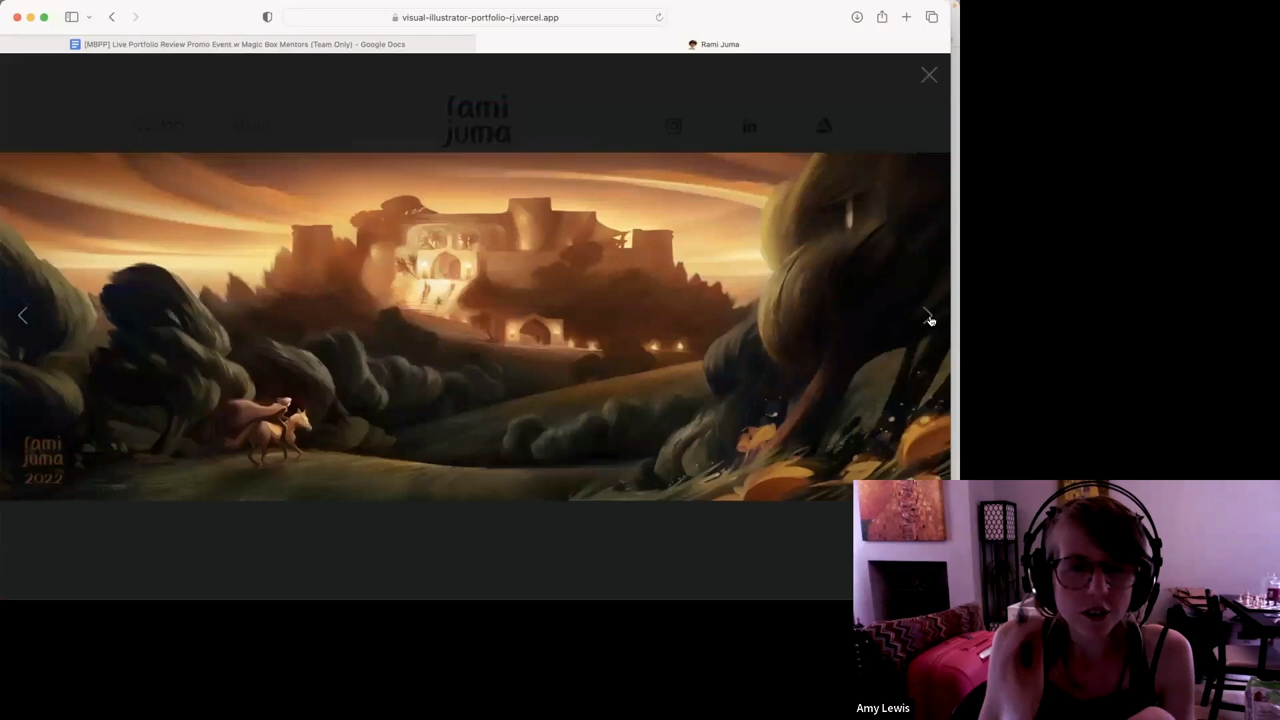 visual-illustrator-portfolio-rj.vercel.app
[MBPP] Live Portfolio Review Promo Event w Magic Box Mentors (Team Only) - Google Docs
Rami Juma
rami
juma
in
rami
juma
2022
Amy Lewis